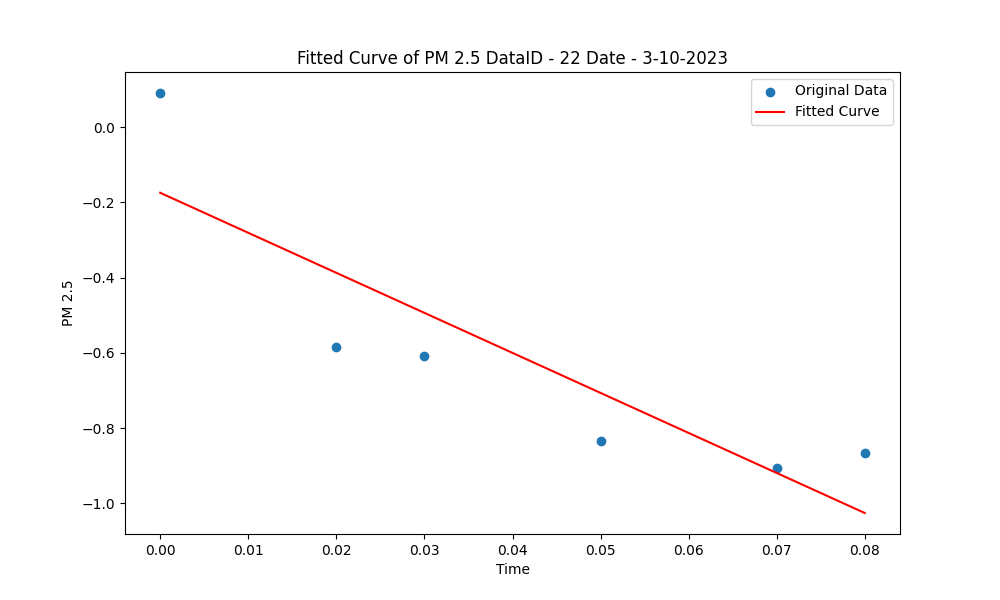 Fitted Curve of PM 2.5 DataID - 22 Date - 3-10-2023
Original Data
Fitted Curve
PM 2.5
0.0
−0.2
−0.4
−0.6
−0.8
−1.0
0.00 0.01 0.02 0.03 0.04 0.05 0.06 0.07 0.08
Time